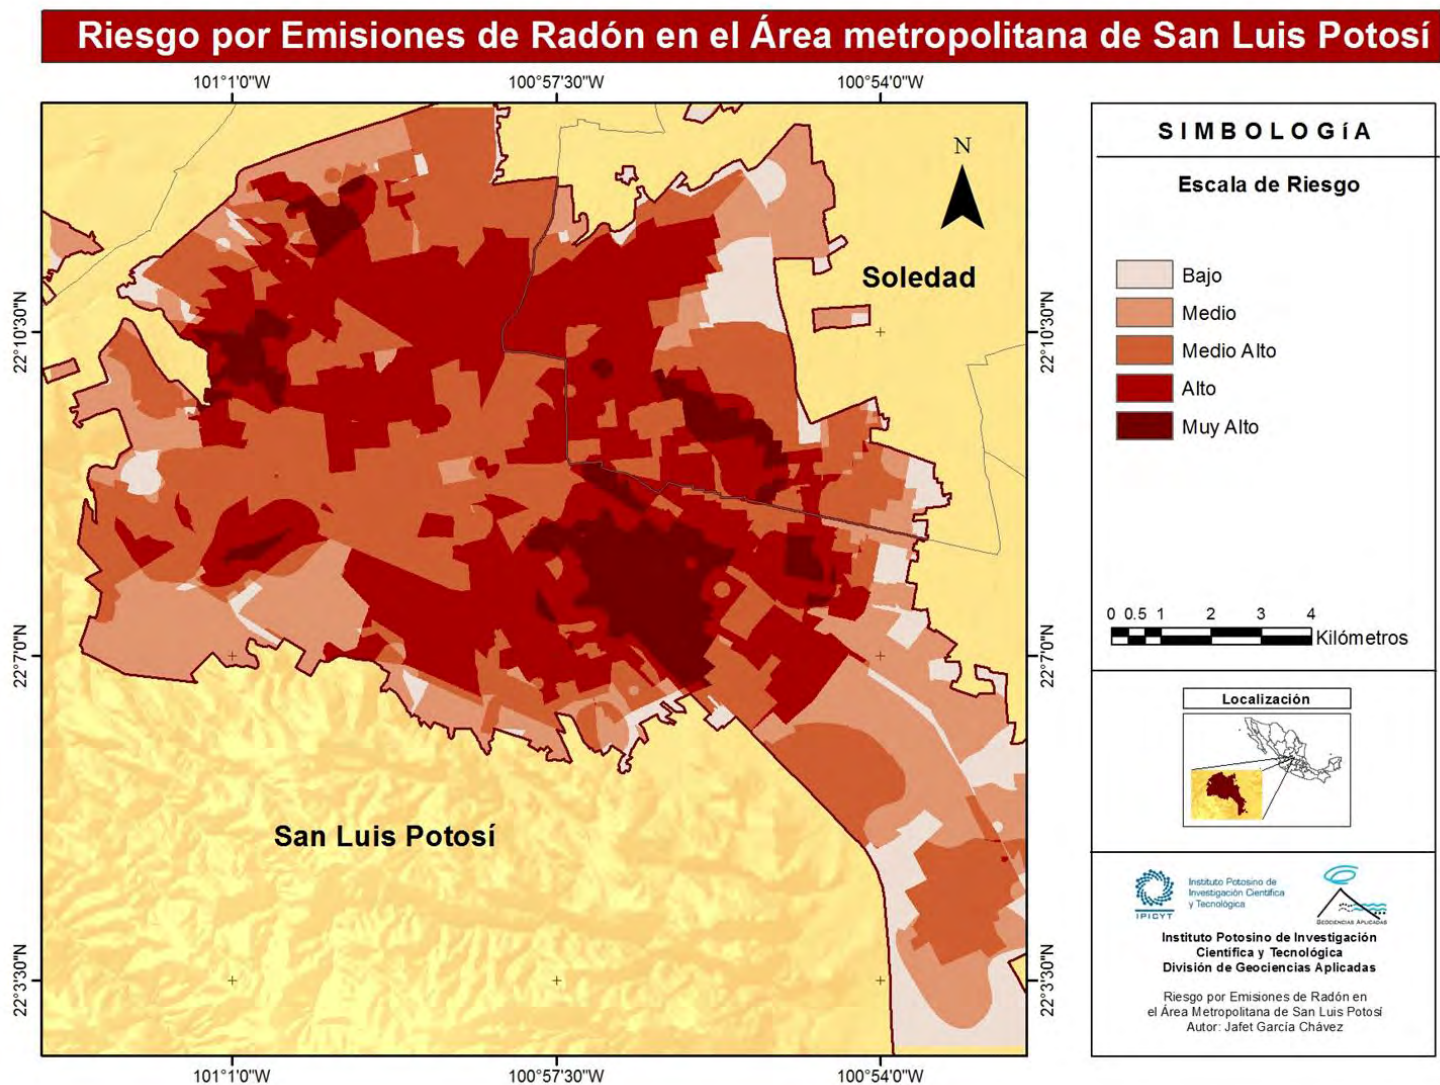 Riesgo por Emisiones de Radón en el Área metropolitana de San Luis Potosí
101°1'0"W
100°57'30"W
100°54'0"W
22°10'30"N
22°7'0"N
22°3'30"N
N
Soledad
San Luis Potosí
22°10'30"N
22°7'0"N
22°3'30"N
101°1'0"W
100°57'30"W
100°54'0"W
SIMBOLOGíA
Escala de Riesgo
Bajo
Medio
Medio Alto
Alto
Muy Alto
0 0.5 1 2 3 4
Kilómetros
Localización
IPICYT
Instituto Potosino de
Investigación Científica
y Tecnológica
GEOCIENCIAS APLICADAS
Instituto Potosino de Investigación
Científica y Tecnológica
División de Geociencias Aplicadas
Riesgo por Emisiones de Radón en
el Área Metropolitana de San Luis Potosí
Autor: Jafet García Chávez